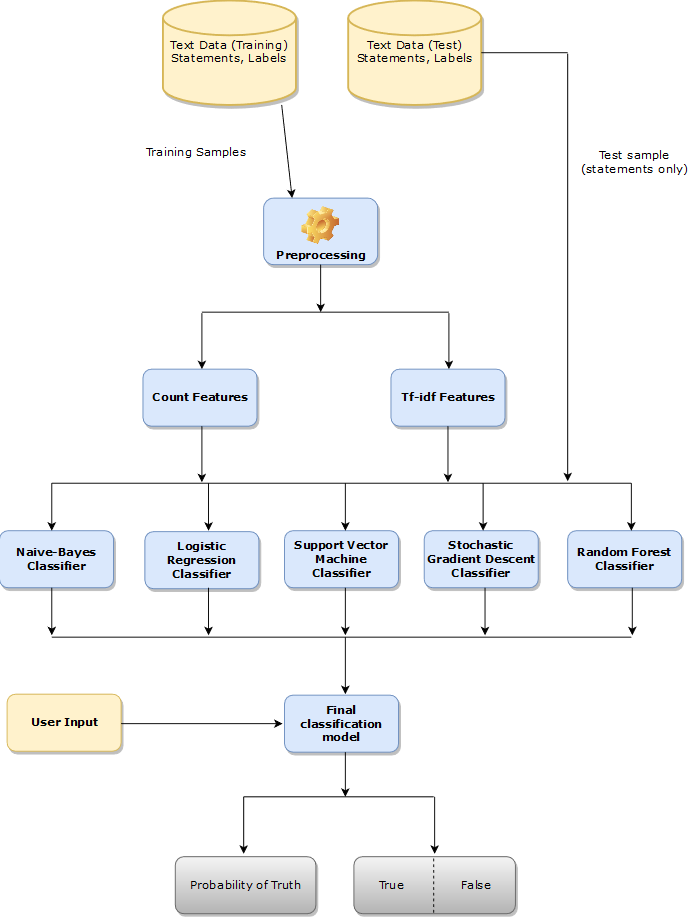 Text Data (Training)
Statements, Labels
Text Data (Test)
Statements, Labels
Training Samples
Test sample
(statements only)
Preprocessing
Count Features
Tf-idf Features
Naive-Bayes
Classifier
Logistic
Regression
Classifier
Support Vector
Machine
Classifier
Stochastic
Gradient Descent
Classifier
Random Forest
Classifier
User Input
Final
classification
model
Probability of Truth
True
False